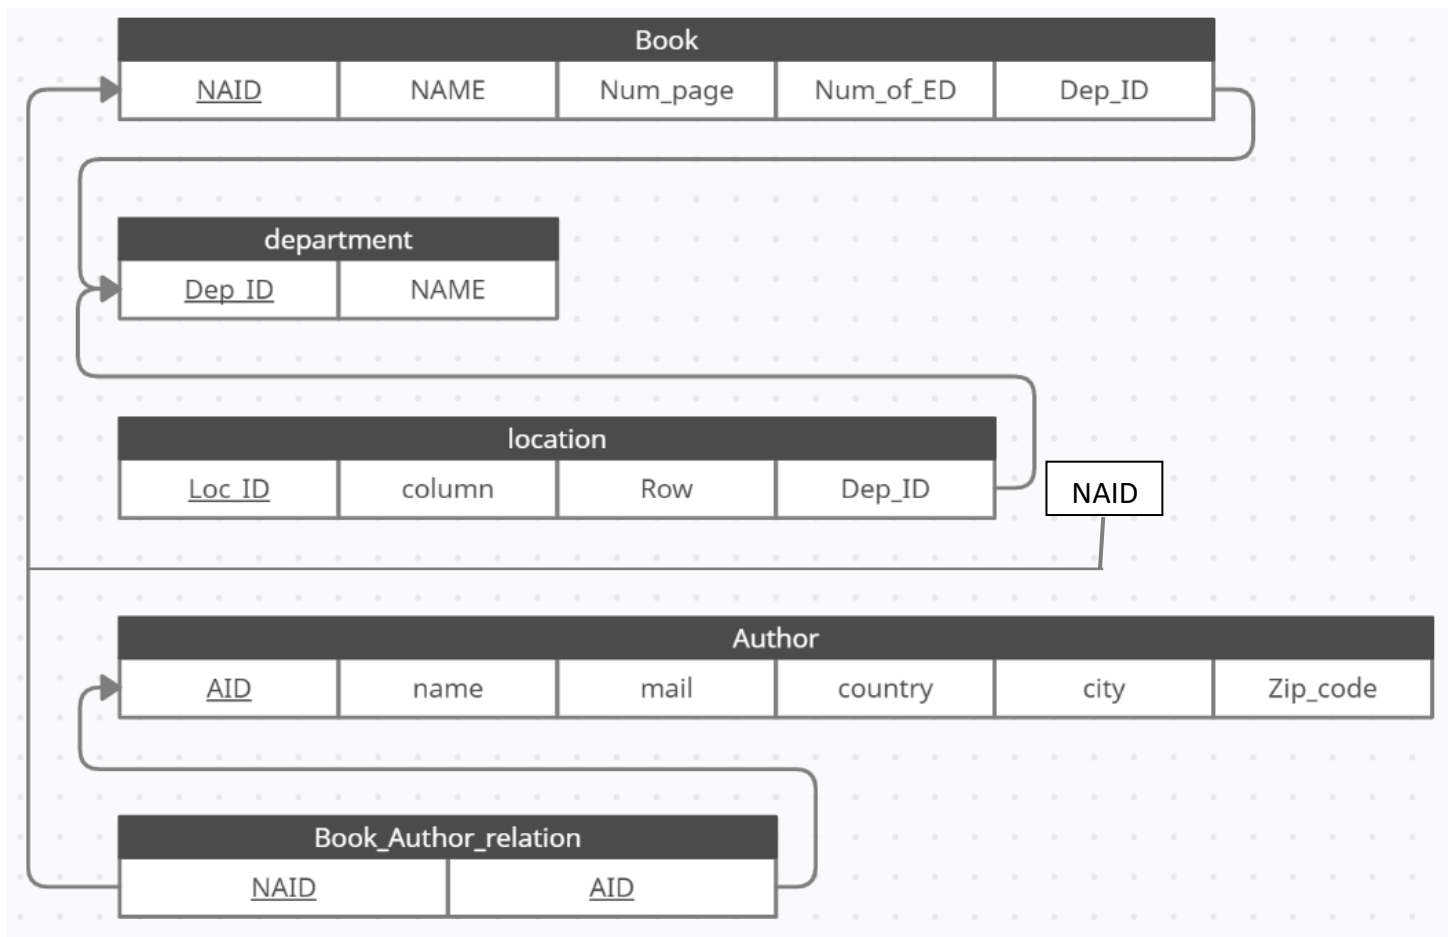 Book
NAID NAME Num_page Num_of_ED Dep_ID
department
Dep_ID NAME
location
Loc_ID column Row Dep_ID
NAID
Author
AID name mail country city Zip_code
Book_Author_relation
NAID AID